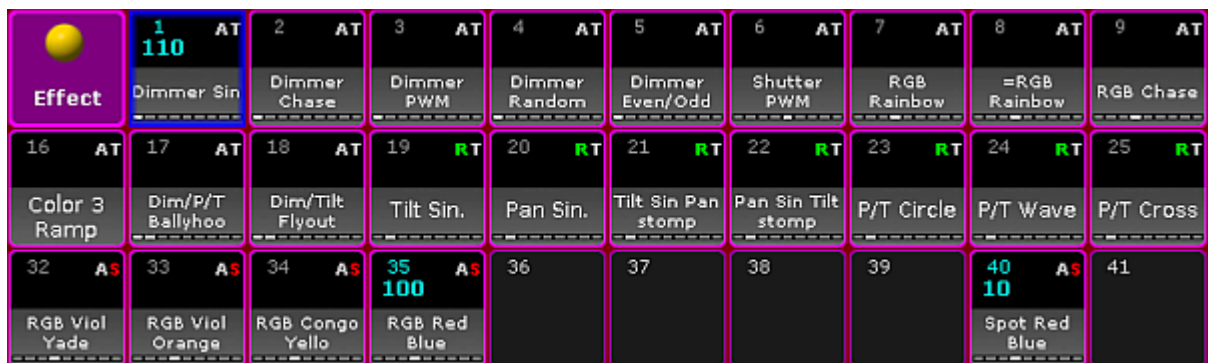 Effect
1 AT
110
Dimmer Sin
2 AT
Dimmer
Chase
3 AT
Dimmer
PWM
4 AT
Dimmer
Random
5 AT
Dimmer
Even/Odd
6 AT
Shutter
PWM
7 AT
RGB
Rainbow
8 AT
=RGB
Rainbow
9 AT
RGB Chase
16 AT
Color 3
Ramp
17 AT
Dim/P/T
Ballyhoo
18 AT
Dim/Tilt
Flyout
19 RT
Tilt Sin.
20 RT
Pan Sin.
21 RT
Tilt Sin Pan
stomp
22 RT
Pan Sin Tilt
stomp
23 RT
P/T Circle
24 RT
P/T Wave
25 RT
P/T Cross
32 AS
RGB Viol
Yade
33 AS
RGB Viol
Orange
34 AS
RGB Congo
Yello
35 AS
100
RGB Red
Blue
36
37
38
39
40 AS
10
Spot Red
Blue
41